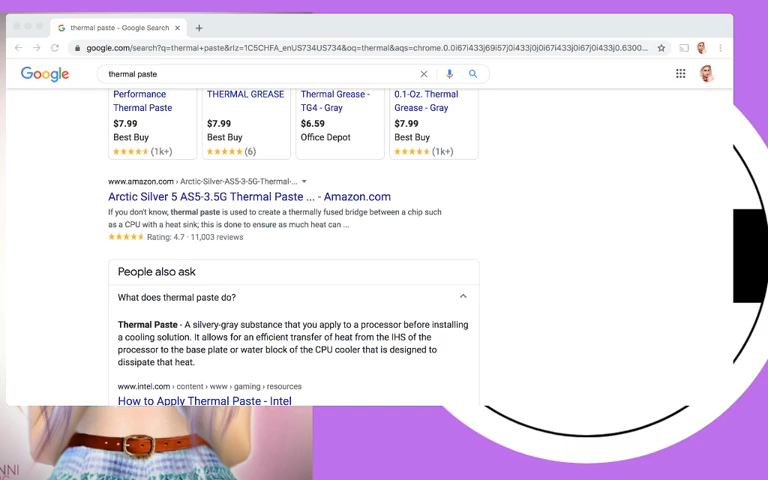 thermal paste - Google Search
google.com/search?q=thermal+paste&rlz=1C5CHFA_enUS734US734&oq=thermal&aqs=chrome.0.0i67i433j69i57j0i433j0j0i67i433j0i67j0i433j0.6300...
Google
thermal paste
Performance
Thermal Paste
$7.99
Best Buy
(1k+)
THERMAL GREASE
$7.99
Best Buy
(6)
Thermal Grease -
TG4 - Gray
$6.59
Office Depot
0.1-Oz. Thermal
Grease - Gray
$7.99
Best Buy
(1k+)
www.amazon.com › Arctic-Silver-AS5-3-5G-Thermal-...
Arctic Silver 5 AS5-3.5G Thermal Paste ... - Amazon.com
If you don't know, thermal paste is used to create a thermally fused bridge between a chip such
as a CPU with a heat sink; this is done to ensure as much heat can ...
Rating: 4.7 · 11,003 reviews
People also ask
What does thermal paste do?
Thermal Paste - A silvery-gray substance that you apply to a processor before installing
a cooling solution. It allows for an efficient transfer of heat from the IHS of the
processor to the base plate or water block of the CPU cooler that is designed to
dissipate that heat.
www.intel.com › content › www › gaming › resources
How to Apply Thermal Paste - Intel